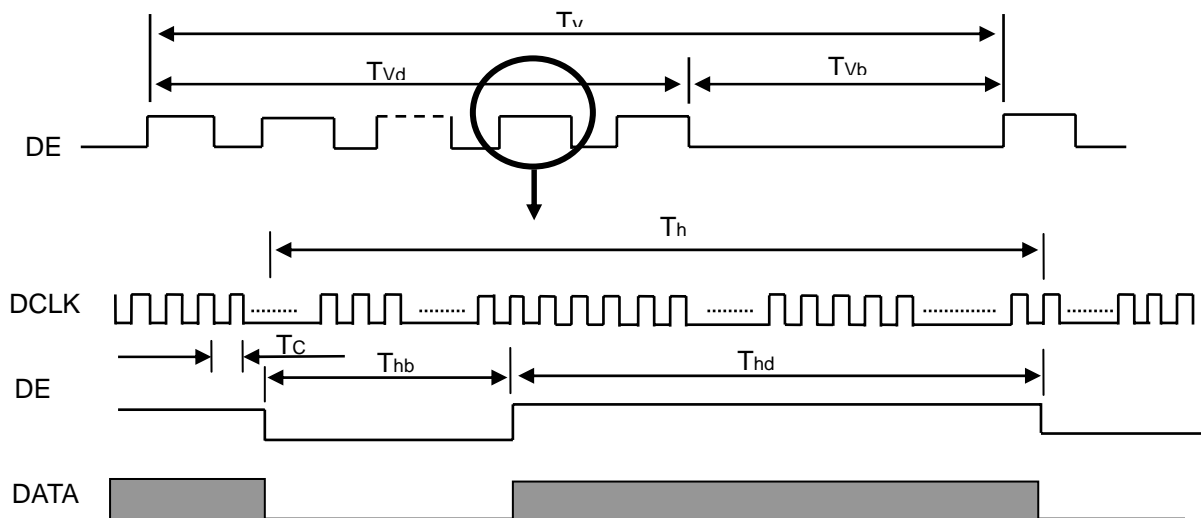 Tv
TVd
TVb
DE
Th
DCLK
TC
Thb
Thd
DE
DATA